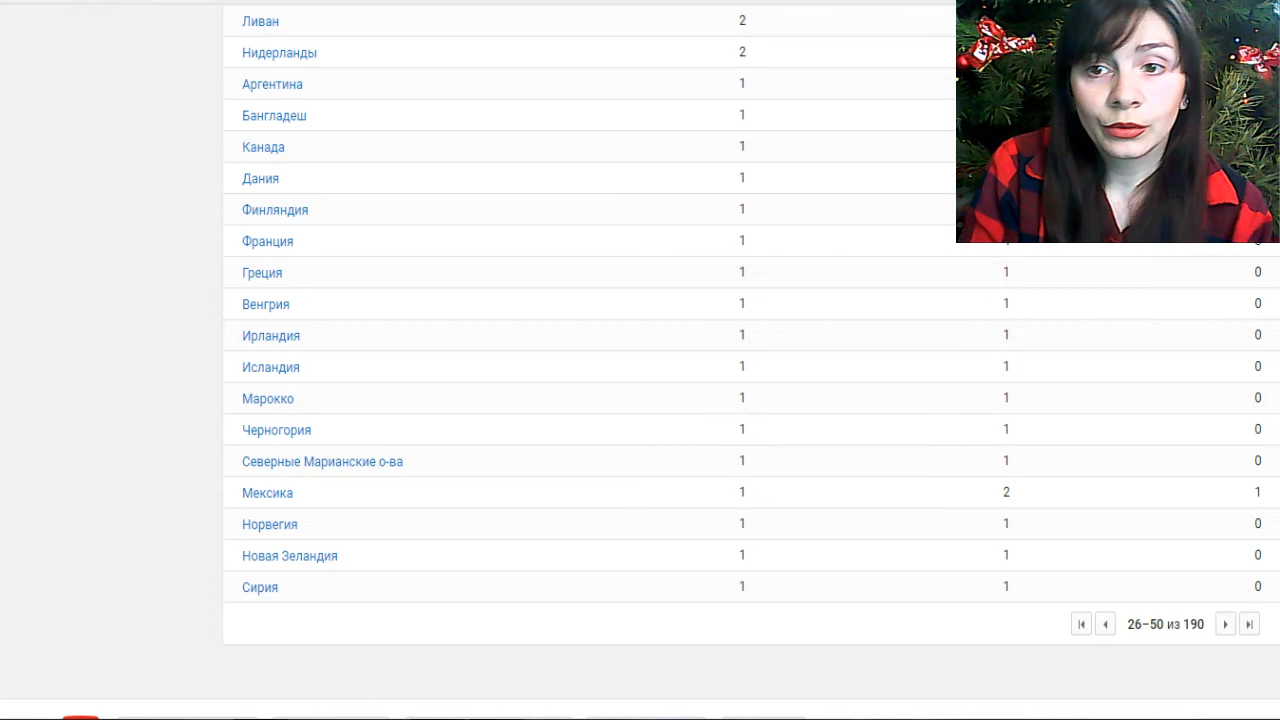 Ливан 2
Нидерланды 2
Аргентина 1
Бангладеш 1
Канада 1
Дания 1
Финляндия 1
Франция 1
Греция 1 1 0
Венгрия 1 1 0
Ирландия 1 1 0
Исландия 1 1 0
Марокко 1 1 0
Черногория 1 1 0
Северные Марианские о-ва 1 1 0
Мексика 1 2 1
Норвегия 1 1 0
Новая Зеландия 1 1 0
Сирия 1 1 0
26–50 из 190